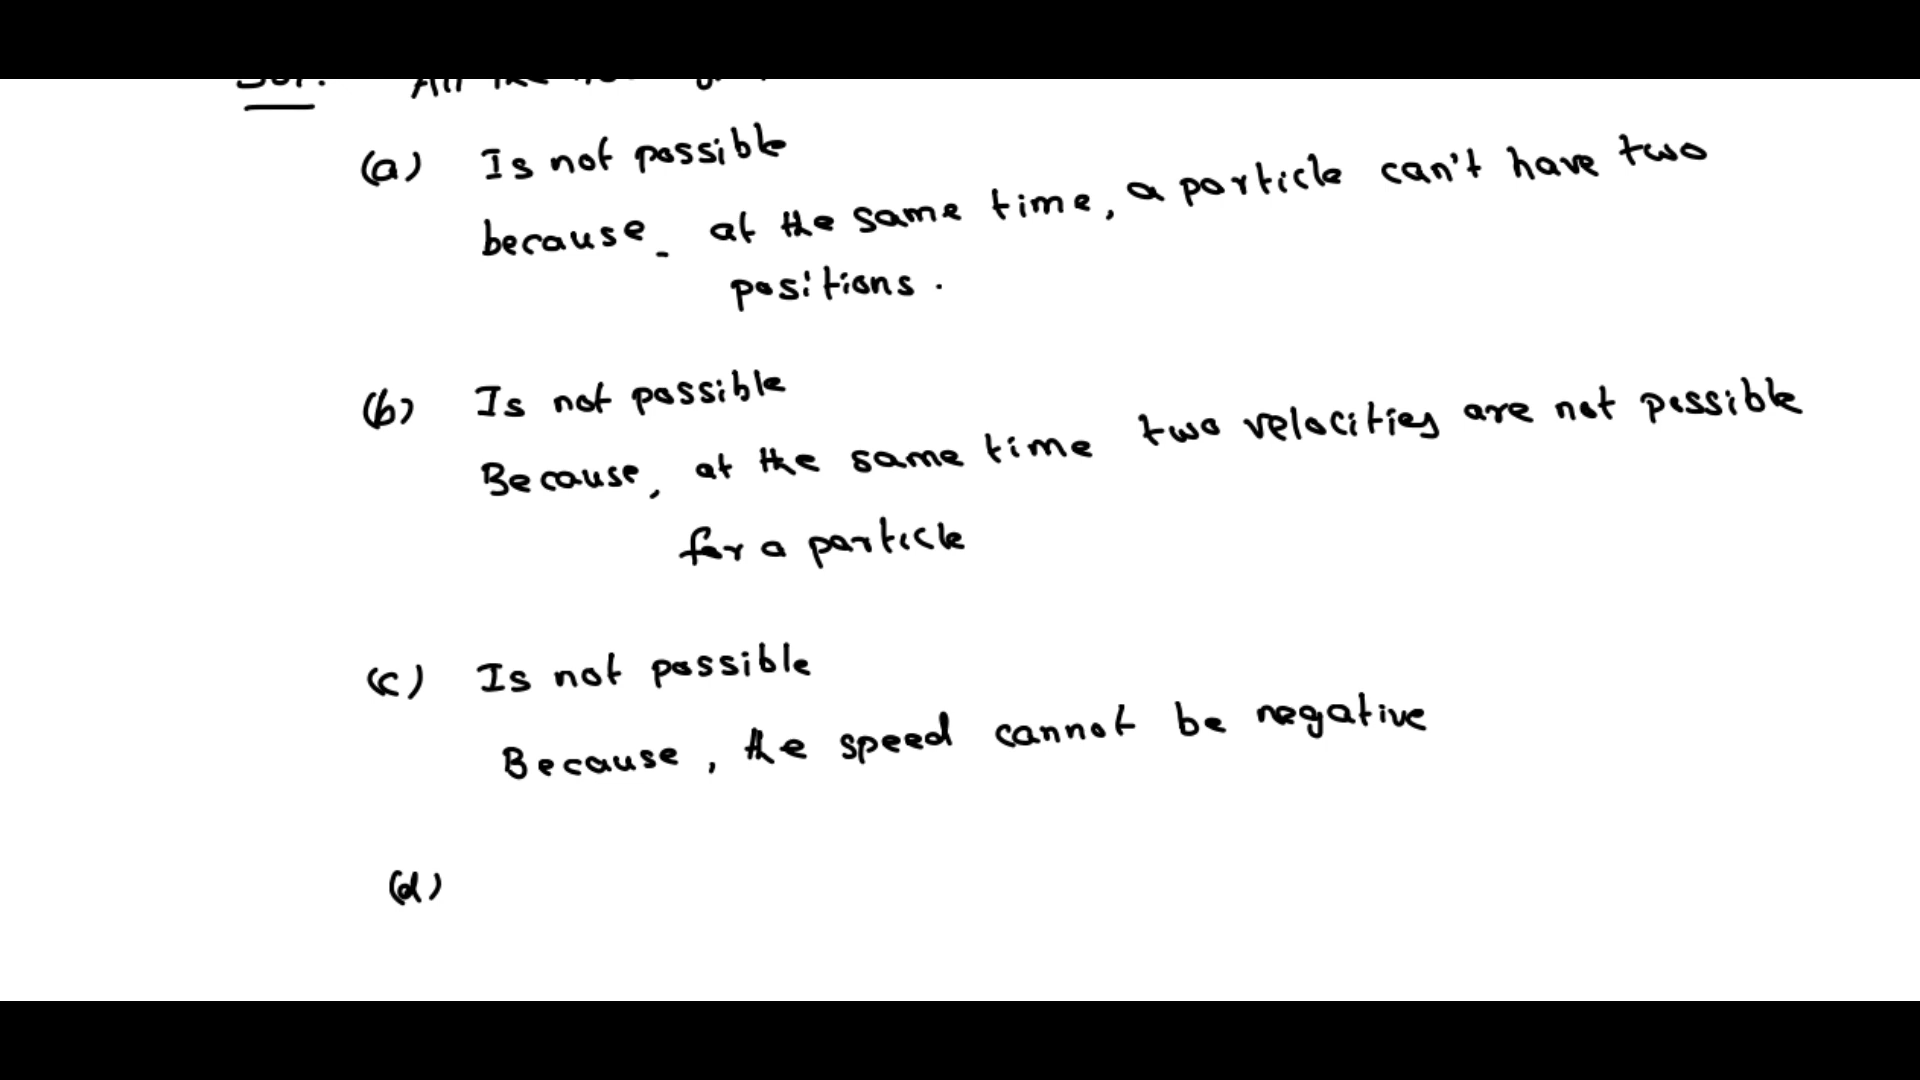 (a) Is not possible
because - at the same time, a particle can't have two
positions.
(b) Is not possible
Because, at the same time two velocities are not possible
for a particle
(c) Is not possible
Because, the speed cannot be negative
(d)